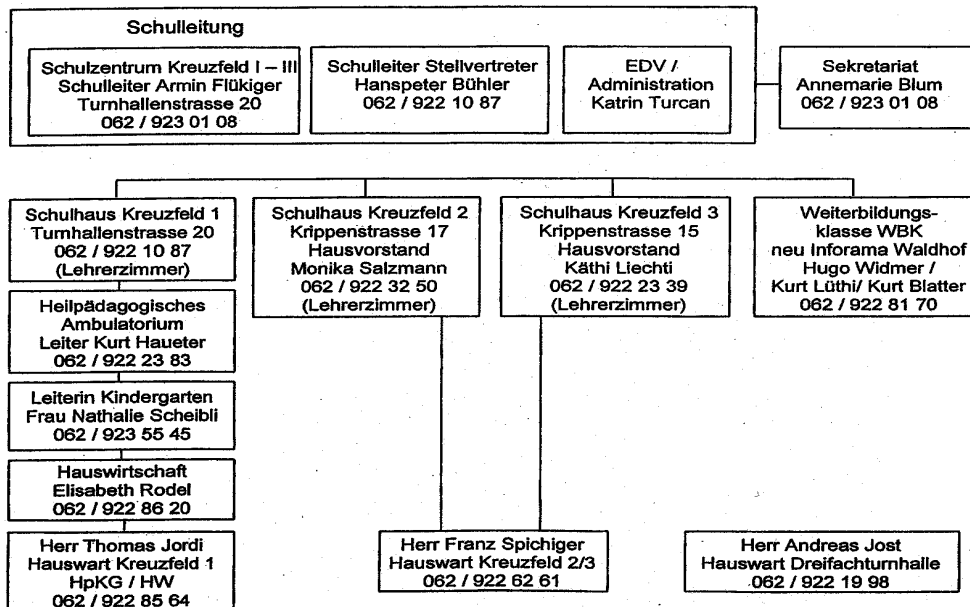 Schulleitung
Schulzentrum Kreuzfeld I – III
Schulleiter Armin Flükiger
Turnhallenstrasse 20
062 / 923 01 08
Schulleiter Stellvertreter
Hanspeter Bühler
062 / 922 10 87
EDV /
Administration
Katrin Turcan
Sekretariat
Annemarie Blum
062 / 923 01 08
Schulhaus Kreuzfeld 1
Turnhallenstrasse 20
062 / 922 10 87
(Lehrerzimmer)
Schulhaus Kreuzfeld 2
Krippenstrasse 17
Hausvorstand
Monika Salzmann
062 / 922 32 50
(Lehrerzimmer)
Schulhaus Kreuzfeld 3
Krippenstrasse 15
Hausvorstand
Käthi Liechti
062 / 922 23 39
(Lehrerzimmer)
Weiterbildungs-
klasse WBK
neu Inforama Waldhof
Hugo Widmer /
Kurt Lüthi/ Kurt Blatter
062 / 922 81 70
Heilpädagogisches
Ambulatorium
Leiter Kurt Haueter
062 / 922 23 83
Leiterin Kindergarten
Frau Nathalie Scheibli
062 / 923 55 45
Hauswirtschaft
Elisabeth Rodel
062 / 922 86 20
Herr Thomas Jordi
Hauswart Kreuzfeld 1
HpKG / HW
062 / 922 85 64
Herr Franz Spichiger
Hauswart Kreuzfeld 2/3
062 / 922 62 61
Herr Andreas Jost
Hauswart Dreifachturnhalle
062 / 922 19 98